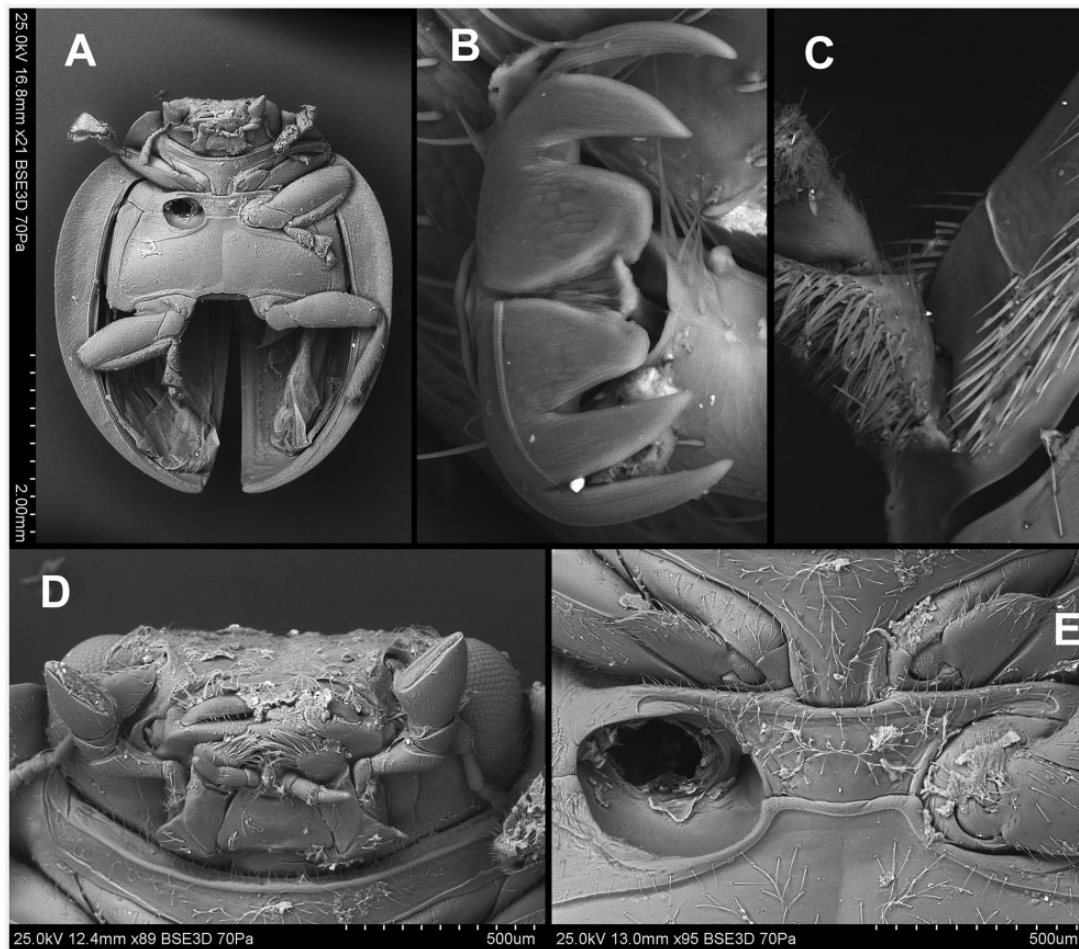 A
B
C
25.0kV 16.8mm x21 BSE3D 70Pa
2.00mm
D
E
25.0kV 12.4mm x89 BSE3D 70Pa
500um
25.0kV 13.0mm x95 BSE3D 70Pa
500um